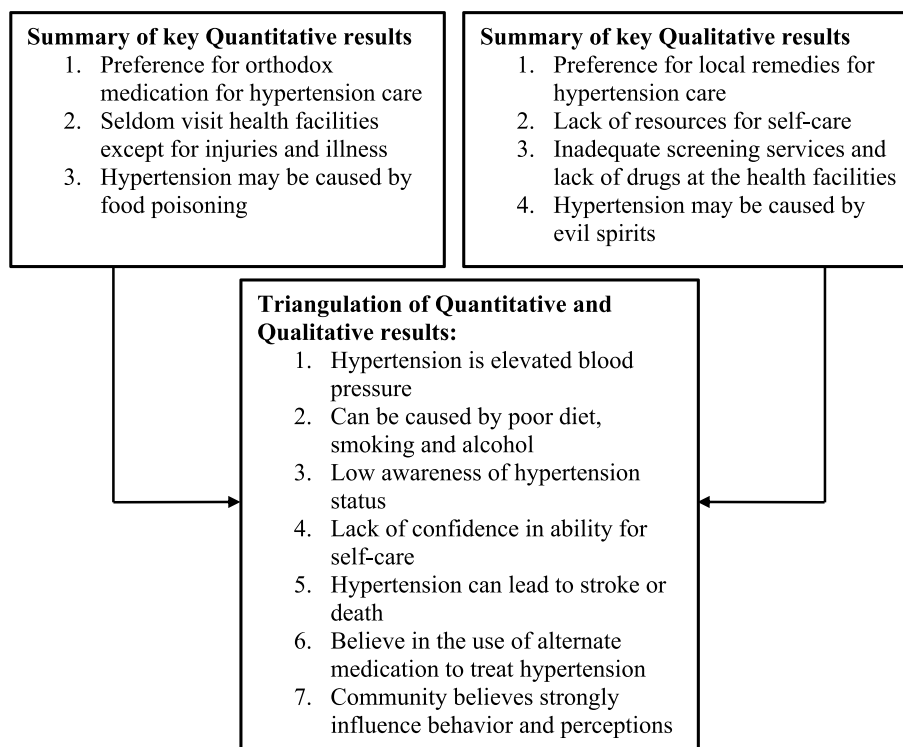 Summary of key Quantitative results
1. Preference for orthodox
medication for hypertension care
2. Seldom visit health facilities
except for injuries and illness
3. Hypertension may be caused by
food poisoning
Summary of key Qualitative results
1. Preference for local remedies for
hypertension care
2. Lack of resources for self-care
3. Inadequate screening services and
lack of drugs at the health facilities
4. Hypertension may be caused by
evil spirits
Triangulation of Quantitative and
Qualitative results:
1. Hypertension is elevated blood
pressure
2. Can be caused by poor diet,
smoking and alcohol
3. Low awareness of hypertension
status
4. Lack of confidence in ability for
self-care
5. Hypertension can lead to stroke or
death
6. Believe in the use of alternate
medication to treat hypertension
7. Community believes strongly
influence behavior and perceptions